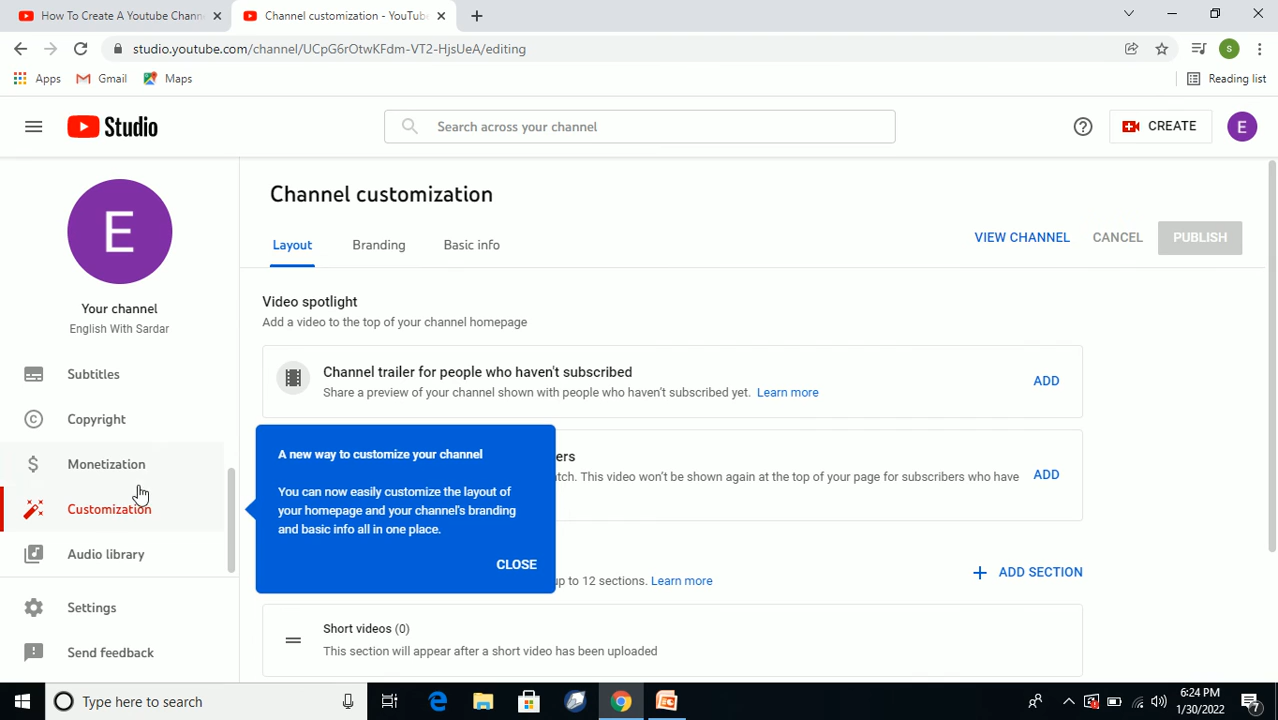 How To Create A Youtube Chann
Channel customization - YouTube
studio.youtube.com/channel/UCpG6rOtwKFdm-VT2-HjsUeA/editing
S
Apps
Gmail
Maps
Reading list
Studio
Search across your channel
CREATE
E
E
Your channel
English With Sardar
Subtitles
Copyright
Monetization
Customization
Audio library
Settings
Send feedback
Channel customization
Layout
Branding
Basic info
VIEW CHANNEL
CANCEL
PUBLISH
Video spotlight
Add a video to the top of your channel homepage
Channel trailer for people who haven't subscribed
Share a preview of your channel shown with people who haven't subscribed yet. Learn more
ADD
A new way to customize your channel
You can now easily customize the layout of
your homepage and your channel's branding
and basic info all in one place.
CLOSE
This video won't be shown again at the top of your page for subscribers who have
ADD
up to 12 sections. Learn more
ADD SECTION
Short videos (0)
This section will appear after a short video has been uploaded
Type here to search
6:24 PM
1/30/2022
7